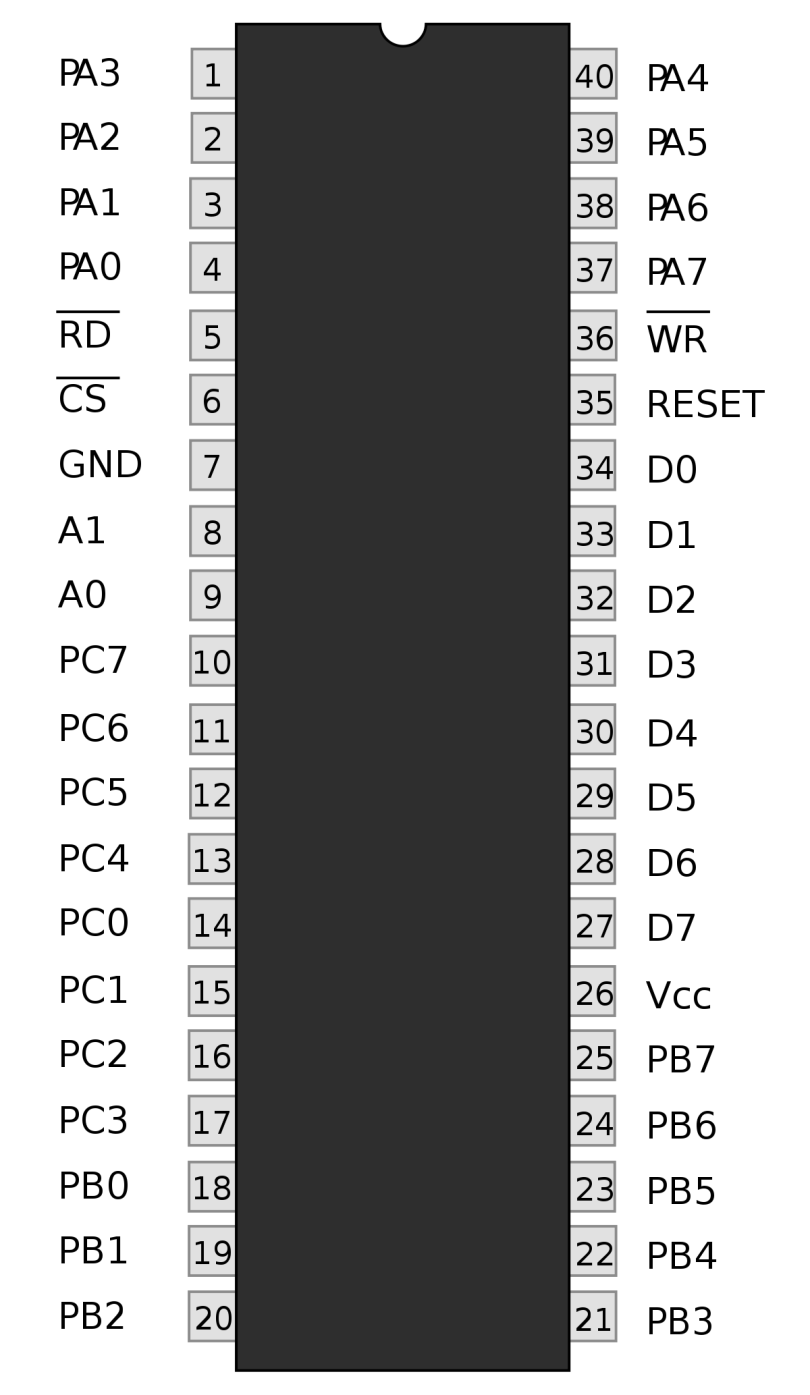 PA3 1 40 PA4
PA2 2 39 PA5
PA1 3 38 PA6
PA0 4 37 PA7
R̅D̅ 5 36 W̅R̅
C̅S̅ 6 35 RESET
GND 7 34 D0
A1 8 33 D1
A0 9 32 D2
PC7 10 31 D3
PC6 11 30 D4
PC5 12 29 D5
PC4 13 28 D6
PC0 14 27 D7
PC1 15 26 Vcc
PC2 16 25 PB7
PC3 17 24 PB6
PB0 18 23 PB5
PB1 19 22 PB4
PB2 20 21 PB3